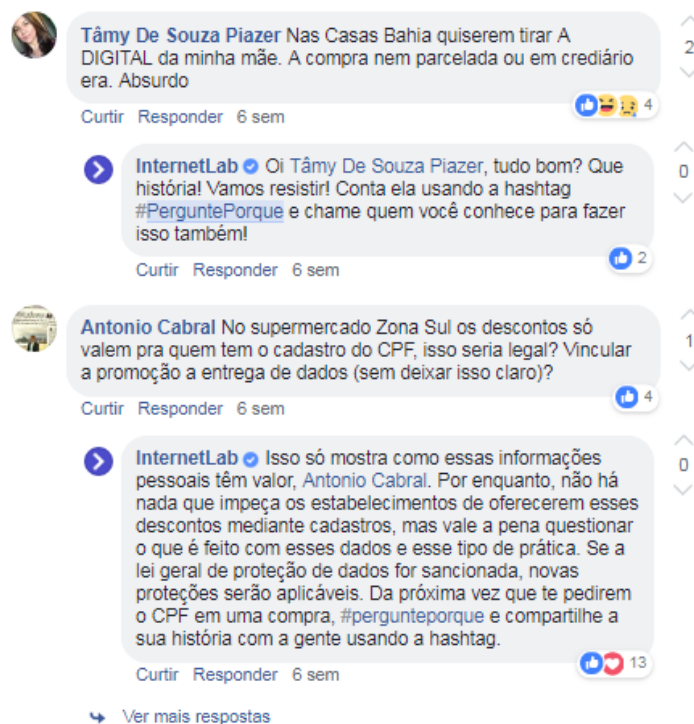 Tâmy De Souza Piazer Nas Casas Bahia quiserem tirar A
DIGITAL da minha mãe. A compra nem parcelada ou em crediário
era. Absurdo
4
2
Curtir Responder 6 sem
InternetLab Oi Tâmy De Souza Piazer, tudo bom? Que
história! Vamos resistir! Conta ela usando a hashtag
#PerguntePorque e chame quem você conhece para fazer
isso também!
2
0
Curtir Responder 6 sem
Antonio Cabral No supermercado Zona Sul os descontos só
valem pra quem tem o cadastro do CPF, isso seria legal? Vincular
a promoção a entrega de dados (sem deixar isso claro)?
4
1
Curtir Responder 6 sem
InternetLab Isso só mostra como essas informações
pessoais têm valor, Antonio Cabral. Por enquanto, não há
nada que impeça os estabelecimentos de oferecerem esses
descontos mediante cadastros, mas vale a pena questionar
o que é feito com esses dados e esse tipo de prática. Se a
lei geral de proteção de dados for sancionada, novas
proteções serão aplicáveis. Da próxima vez que te pedirem
o CPF em uma compra, #pergunteporque e compartilhe a
sua história com a gente usando a hashtag.
13
0
Curtir Responder 6 sem
Ver mais respostas